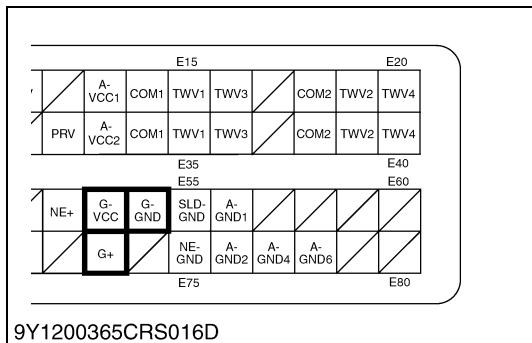 E15 E20
A-VCC1 COM1 TWV1 TWV3 COM2 TWV2 TWV4
PRV A-VCC2 COM1 TWV1 TWV3 COM2 TWV2 TWV4
E35 E40
E55 E60
NE+ G-VCC G-GND SLD-GND A-GND1
G+ NE-GND A-GND2 A-GND4 A-GND6
E75 E80
9Y1200365CRS016D